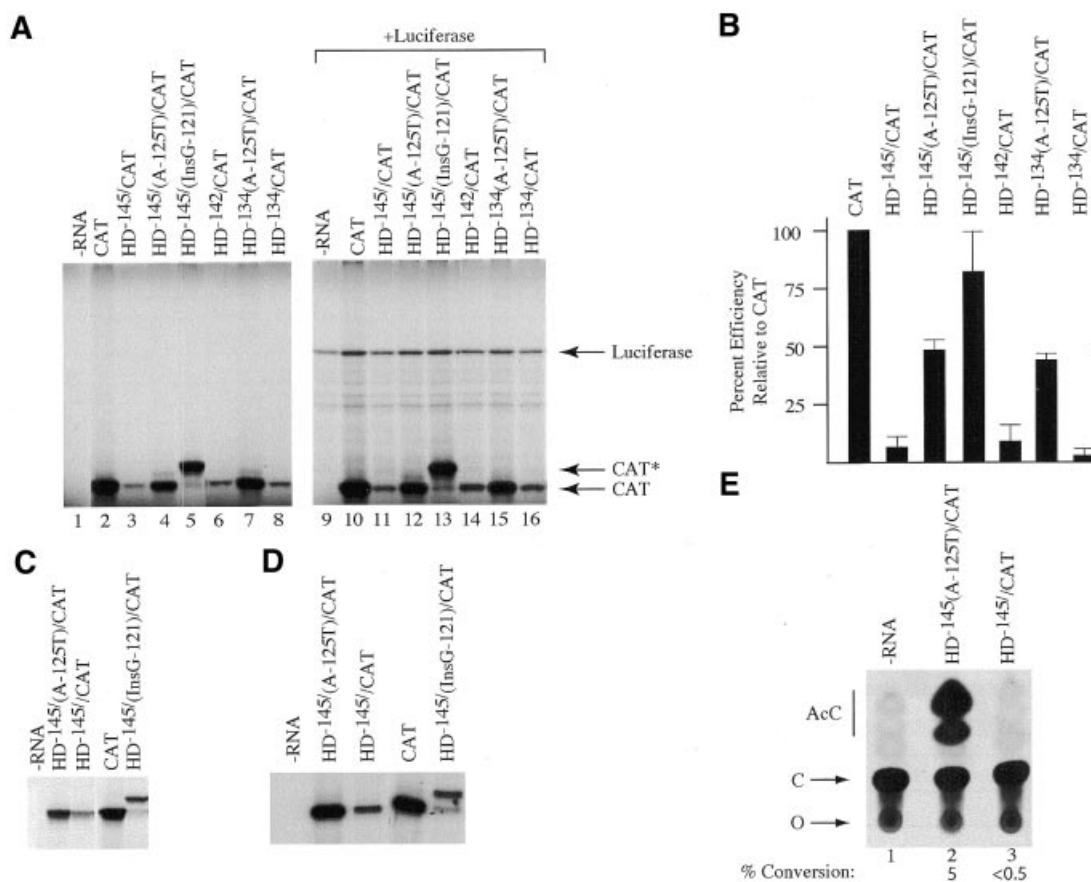 A
+Luciferase
-RNA
CAT
HD-145/CAT
HD-145/(A-125T)/CAT
HD-145/(InsG-121)/CAT
HD-142/CAT
HD-134(A-125T)/CAT
HD-134/CAT
-RNA
CAT
HD-145//CAT
HD-145/(A-125T)/CAT
HD-145/(InsG-121)/CAT
HD-142/CAT
HD-134(A-125T)/CAT
HD-134/CAT
Luciferase
CAT*
CAT
1 2 3 4 5 6 7 8
9 10 11 12 13 14 15 16
B
CAT
HD-145//CAT
HD-145(A-125T)/CAT
HD-145/(InsG-121)/CAT
HD-142/CAT
HD-134(A-125T)/CAT
HD-134/CAT
Percent Efficiency
Relative to CAT
100
75
50
25
C
-RNA
HD-145/(A-125T)/CAT
HD-145//CAT
CAT
HD-145/(InsG-121)/CAT
D
-RNA
HD-145/(A-125T)/CAT
HD-145//CAT
CAT
HD-145/(InsG-121)/CAT
E
-RNA
HD-145(A-125T)/CAT
HD-145//CAT
AcC
C
O
1 2 3
% Conversion: 5 <0.5